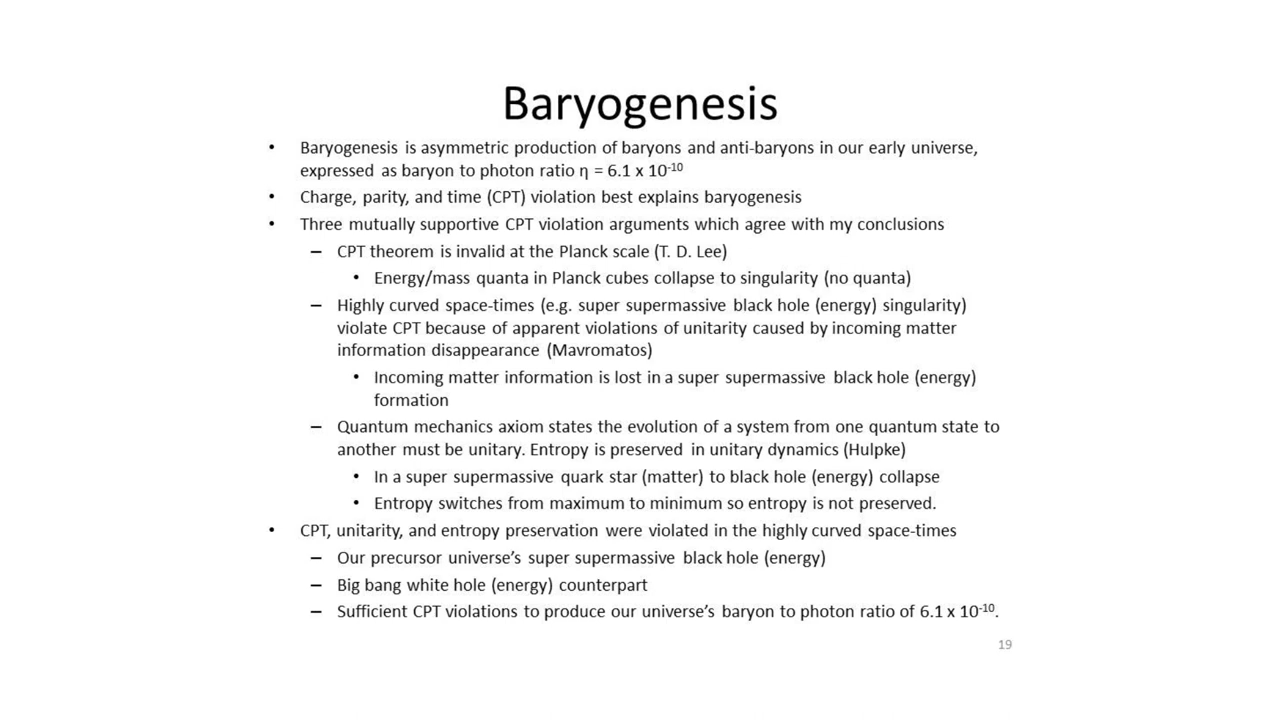 Baryogenesis
• Baryogenesis is asymmetric production of baryons and anti-baryons in our early universe,
expressed as baryon to photon ratio η = 6.1 x 10⁻¹⁰
• Charge, parity, and time (CPT) violation best explains baryogenesis
• Three mutually supportive CPT violation arguments which agree with my conclusions
– CPT theorem is invalid at the Planck scale (T. D. Lee)
• Energy/mass quanta in Planck cubes collapse to singularity (no quanta)
– Highly curved space-times (e.g. super supermassive black hole (energy) singularity)
violate CPT because of apparent violations of unitarity caused by incoming matter
information disappearance (Mavromatos)
• Incoming matter information is lost in a super supermassive black hole (energy)
formation
– Quantum mechanics axiom states the evolution of a system from one quantum state to
another must be unitary. Entropy is preserved in unitary dynamics (Hulpke)
• In a super supermassive quark star (matter) to black hole (energy) collapse
• Entropy switches from maximum to minimum so entropy is not preserved.
• CPT, unitarity, and entropy preservation were violated in the highly curved space-times
– Our precursor universe’s super supermassive black hole (energy)
– Big bang white hole (energy) counterpart
– Sufficient CPT violations to produce our universe’s baryon to photon ratio of 6.1 x 10⁻¹⁰.
19